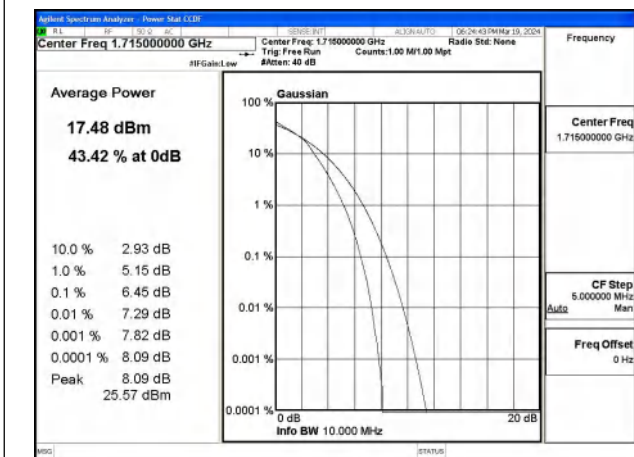 Agilent Spectrum Analyzer - Power Stat CCDF
RL RF 50 Ω AC SENSE:INT ALIGN AUTO 06:24:43 PM Mar 19, 2024
Center Freq 1.715000000 GHz
Center Freq: 1.715000000 GHz Radio Std: None
Trig: Free Run Counts:1.00 M/1.00 Mpt
#IFGain:Low #Atten: 40 dB
Frequency
Average Power
17.48 dBm
43.42 % at 0dB
10.0 % 2.93 dB
1.0 % 5.15 dB
0.1 % 6.45 dB
0.01 % 7.29 dB
0.001 % 7.82 dB
0.0001 % 8.09 dB
Peak 8.09 dB
25.57 dBm
Gaussian
100 %
10 %
1 %
0.1 %
0.01 %
0.001 %
0.0001 %
0 dB 20 dB
Info BW 10.000 MHz
Center Freq
1.715000000 GHz
CF Step
5.000000 MHz
Auto Man
Freq Offset
0 Hz
MSG STATUS